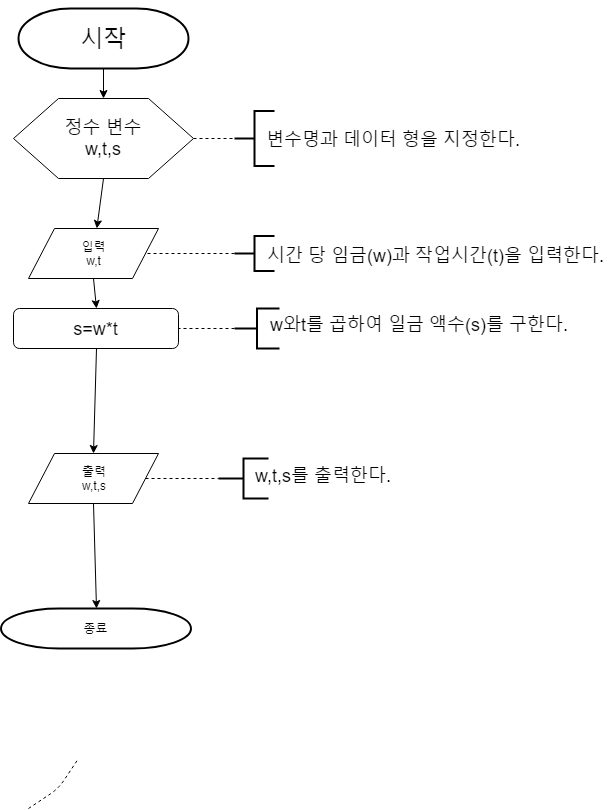 시작
정수 변수
w,t,s
변수명과 데이터 형을 지정한다.
입력
w,t
시간 당 임금(w)과 작업시간(t)을 입력한다.
s=w*t
w와t를 곱하여 일금 액수(s)를 구한다.
출력
w,t,s
w,t,s를 출력한다.
종료